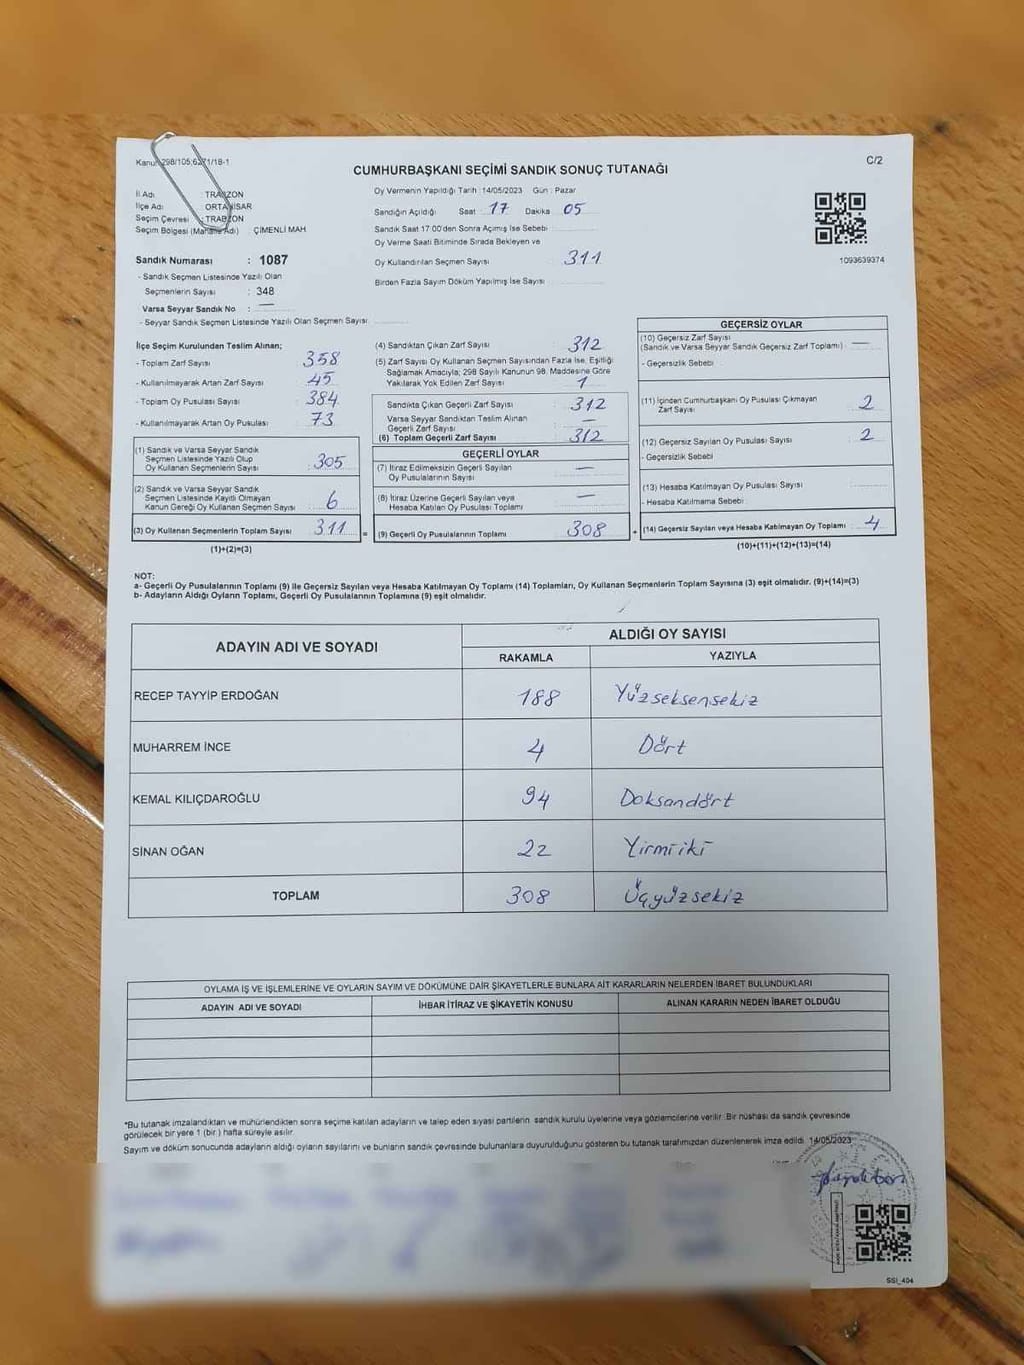 Kanun: 298/105;6271/18-1
C/2
CUMHURBAŞKANI SEÇİMİ SANDIK SONUÇ TUTANAĞI
İl Adı : TRABZON
İlçe Adı : ORTAHİSAR
Seçim Çevresi : TRABZON
Seçim Bölgesi (Mahalle Adı) : ÇİMENLİ MAH
Sandık Numarası : 1087
- Sandık Seçmen Listesinde Yazılı Olan
Seçmenlerin Sayısı : 348
Varsa Seyyar Sandık No : —
- Seyyar Sandık Seçmen Listesinde Yazılı Olan Seçmen Sayısı
Oy Vermenin Yapıldığı Tarih : 14/05/2023 Gün : Pazar
Sandığın Açıldığı Saat 17 Dakika 05
Sandık Saat 17:00'den Sonra Açımış İse Sebebi
Oy Verme Saati Bitiminde Sırada Bekleyen ve
Oy Kullandırılan Seçmen Sayısı : 311
Birden Fazla Sayım Döküm Yapılmış İse Sayısı
1093639374
İlçe Seçim Kurulundan Teslim Alınan;
- Toplam Zarf Sayısı : 358
- Kullanılmayarak Artan Zarf Sayısı : 45
- Toplam Oy Pusulası Sayısı : 384
- Kullanılmayarak Artan Oy Pusulası : 73
(1) Sandık ve Varsa Seyyar Sandık
Seçmen Listesinde Yazılı Olup
Oy Kullanan Seçmenlerin Sayısı : 305
(2) Sandık ve Varsa Seyyar Sandık
Seçmen Listesinde Kayıtlı Olmayan
Kanun Gereği Oy Kullanan Seçmen Sayısı 6
(3) Oy Kullanan Seçmenlerin Toplam Sayısı : 311 =
(1)+(2)=(3)
(4) Sandıktan Çıkan Zarf Sayısı : 312
(5) Zarf Sayısı Oy Kullanan Seçmen Sayısından Fazla İse, Eşitliği
Sağlamak Amacıyla; 298 Sayılı Kanunun 98. Maddesine Göre
Yakılarak Yok Edilen Zarf Sayısı : 1
Sandıkta Çıkan Geçerli Zarf Sayısı : 312
Varsa Seyyar Sandıktan Teslim Alınan
Geçerli Zarf Sayısı : —
(6) Toplam Geçerli Zarf Sayısı : 312
GEÇERLİ OYLAR
(7) İtiraz Edilmeksizin Geçerli Sayılan
Oy Pusulalarının Sayısı : —
(8) İtiraz Üzerine Geçerli Sayılan veya
Hesaba Katılan Oy Pusulası Toplamı : —
(9) Geçerli Oy Pusulalarının Toplamı : 308 +
GEÇERSİZ OYLAR
(10) Geçersiz Zarf Sayısı
(Sandık ve Varsa Seyyar Sandık Geçersiz Zarf Toplamı) : —
- Geçersizlik Sebebi
(11) İçinden Cumhurbaşkanı Oy Pusulası Çıkmayan
Zarf Sayısı : 2
(12) Geçersiz Sayılan Oy Pusulası Sayısı : 2
- Geçersizlik Sebebi
(13) Hesaba Katılmayan Oy Pusulası Sayısı
- Hesaba Katılmama Sebebi
(14) Geçersiz Sayılan veya Hesaba Katılmayan Oy Toplamı : 4
(10)+(11)+(12)+(13)=(14)
NOT:
a- Geçerli Oy Pusulalarının Toplamı (9) ile Geçersiz Sayılan veya Hesaba Katılmayan Oy Toplamı (14) Toplamları, Oy Kullanan Seçmenlerin Toplam Sayısına (3) eşit olmalıdır. (9)+(14)=(3)
b- Adayların Aldığı Oyların Toplamı, Geçerli Oy Pusulalarının Toplamına (9) eşit olmalıdır.
ADAYIN ADI VE SOYADI ALDIĞI OY SAYISI
RAKAMLA YAZIYLA
RECEP TAYYİP ERDOĞAN 188 Yüzseksensekiz
MUHARREM İNCE 4 Dört
KEMAL KILIÇDAROĞLU 94 Doksandört
SİNAN OĞAN 22 Yirmiiki
TOPLAM 308 Üçyüzsekiz
OYLAMA İŞ VE İŞLEMLERİNE VE OYLARIN SAYIM VE DÖKÜMÜNE DAİR ŞİKAYETLERLE BUNLARA AİT KARARLARIN NELERDEN İBARET BULUNDUKLARI
ADAYIN ADI VE SOYADI İHBAR İTİRAZ VE ŞİKAYETİN KONUSU ALINAN KARARIN NEDEN İBARET OLDUĞU
*Bu tutanak imzalandıktan ve mühürlendikten sonra seçime katılan adayların ve talep eden siyasi partilerin sandık kurulu üyelerine veya gözlemcilerine verilir. Bir nüshası da sandık çevresinde
görülecek bir yere 1 (bir) hafta süreyle asılır.
Sayım ve döküm sonucunda adayların aldığı oyların sayılarını ve bunların sandık çevresinde bulunanlara duyurulduğunu gösteren bu tutanak tarafımızdan düzenlenerek imza edildi. 14/05/2023
SSI_404